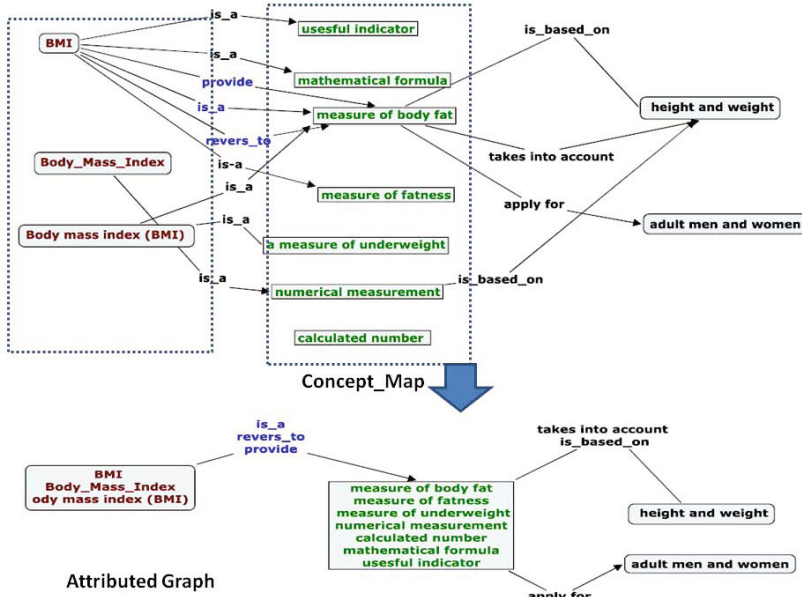 is_a
usesful indicator
BMI
is_based_on
is_a
mathematical formula
provide
is_a
measure of body fat
height and weight
revers_to
Body_Mass_Index
is-a
takes into account
is_a
measure of fatness
apply for
adult men and women
Body mass index (BMI)
is_a
a measure of underweight
is_a
numerical measurement
is_based_on
calculated number
Concept_Map
is_a
revers_to
provide
takes into account
is_based_on
BMI
Body_Mass_Index
ody mass index (BMI)
measure of body fat
measure of fatness
measure of underweight
numerical measurement
calculated number
mathematical formula
usesful indicator
height and weight
adult men and women
Attributed Graph
apply for